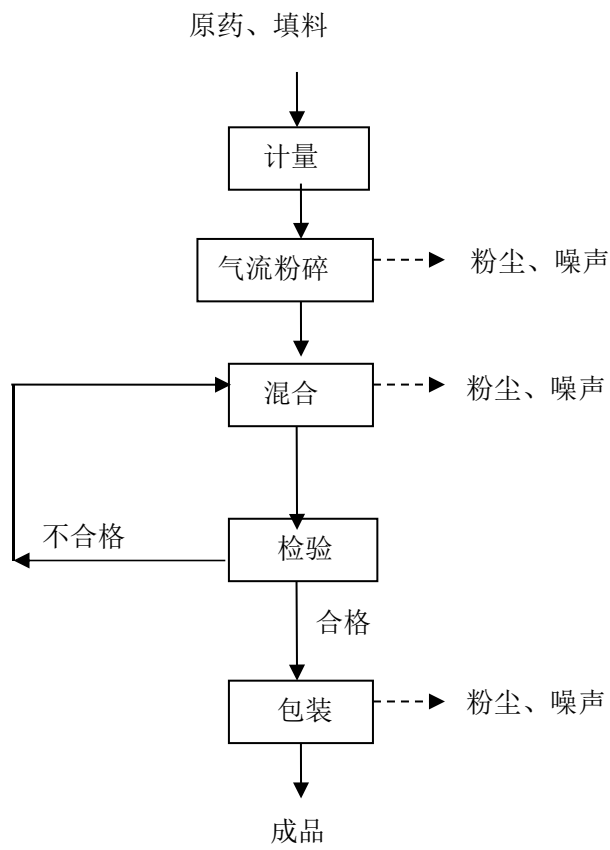 原药、填料
计量
气流粉碎
粉尘、噪声
混合
粉尘、噪声
不合格
检验
合格
包装
粉尘、噪声
成品